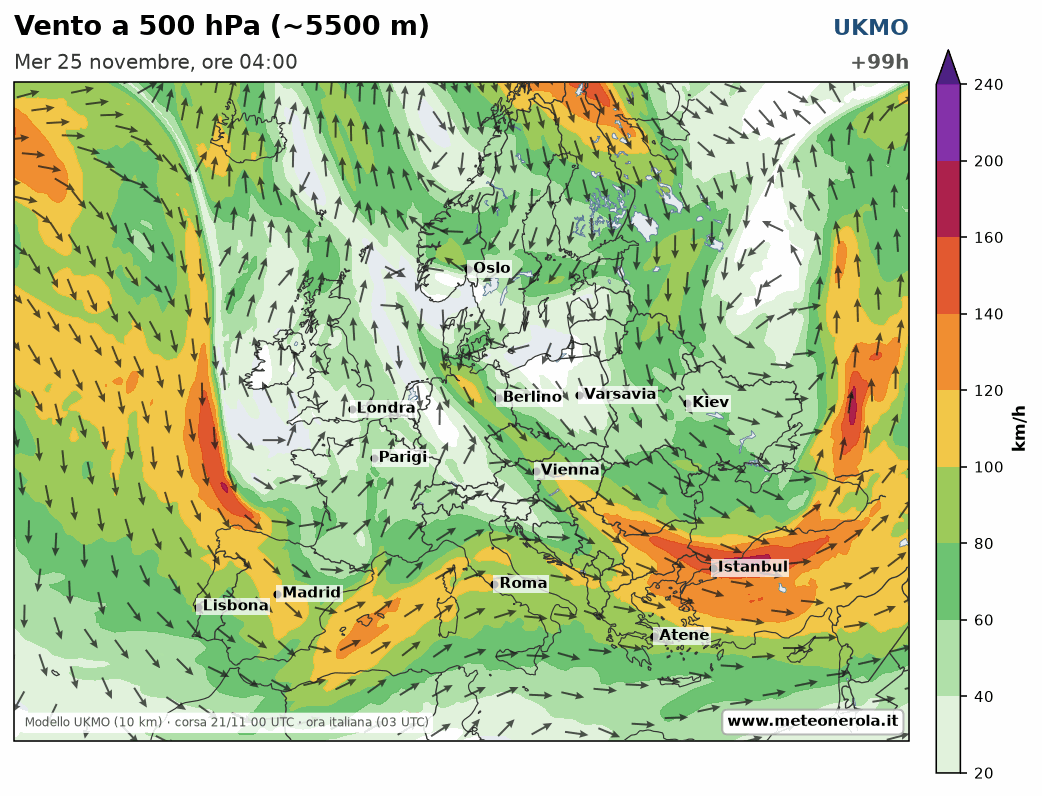 Vento a 500 hPa (~5500 m)
UKMO
Mer 25 novembre, ore 04:00
+99h
240
200
160
140
120
100
80
60
40
20
km/h
Oslo
Berlino
Varsavia
Kiev
Londra
Parigi
Vienna
Istanbul
Roma
Madrid
Lisbona
Atene
Modello UKMO (10 km) · corsa 21/11 00 UTC · ora italiana (03 UTC)
www.meteonerola.it